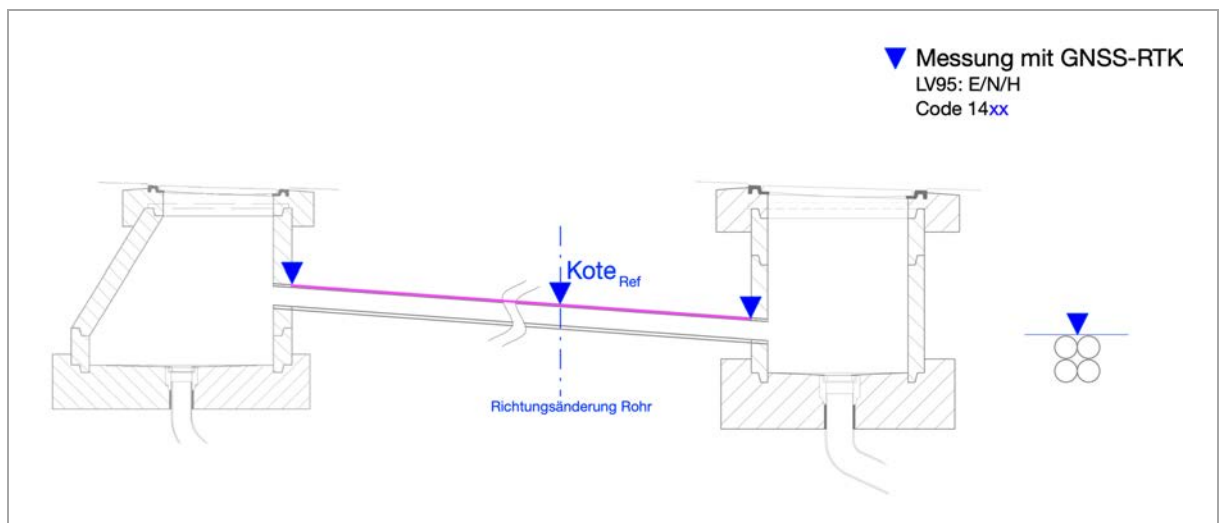 Messung mit GNSS-RTK
LV95: E/N/H
Code 14xx
Kote Ref
Richtungsänderung Rohr